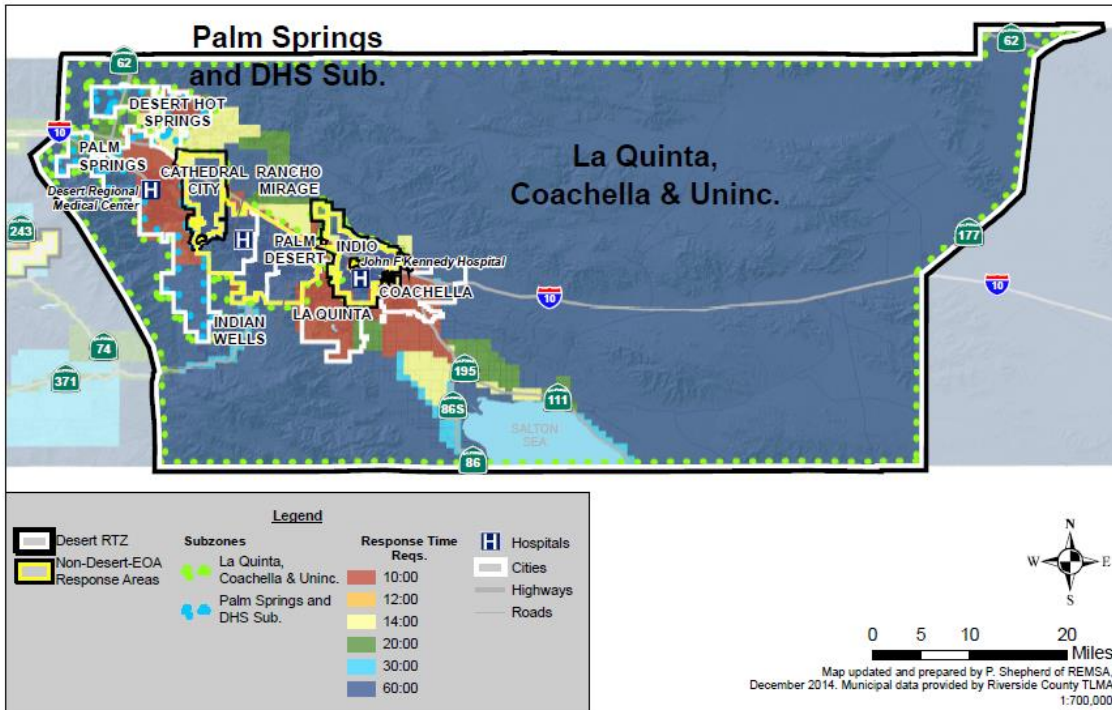 Palm Springs
and DHS Sub.
62
62
DESERT HOT
SPRINGS
10
PALM
SPRINGS
CATHEDRAL
CITY
RANCHO
MIRAGE
La Quinta,
Coachella & Uninc.
Desert Regional
Medical Center
H
243
H
PALM
DESERT
INDIO
John F Kennedy Hospital
H
177
COACHELLA
10
10
LA QUINTA
INDIAN
WELLS
74
371
195
111
86S
SALTON
SEA
86
Legend
Desert RTZ
Non-Desert-EOA
Response Areas
Subzones
La Quinta,
Coachella & Uninc.
Palm Springs and
DHS Sub.
Response Time
Reqs.
10:00
12:00
14:00
20:00
30:00
60:00
H Hospitals
Cities
Highways
Roads
N
W E
S
0 5 10 20
Miles
Map updated and prepared by P. Shepherd of REMSA,
December 2014. Municipal data provided by Riverside County TLMA
1:700,000